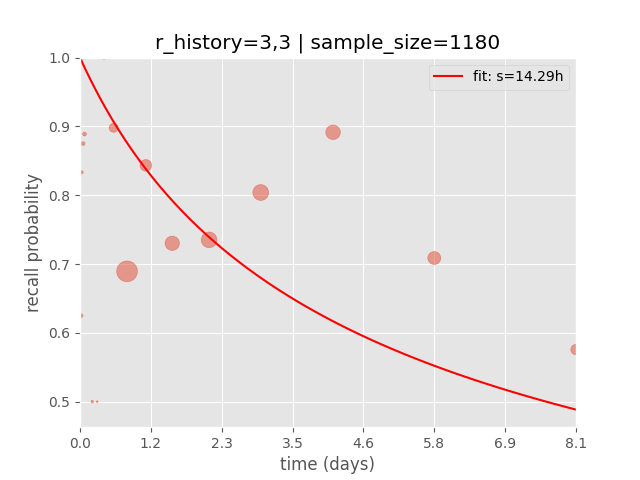 r_history=3,3 | sample_size=1180
fit: s=14.29h
recall probability
1.0
0.9
0.8
0.7
0.6
0.5
0.0 1.2 2.3 3.5 4.6 5.8 6.9 8.1
time (days)